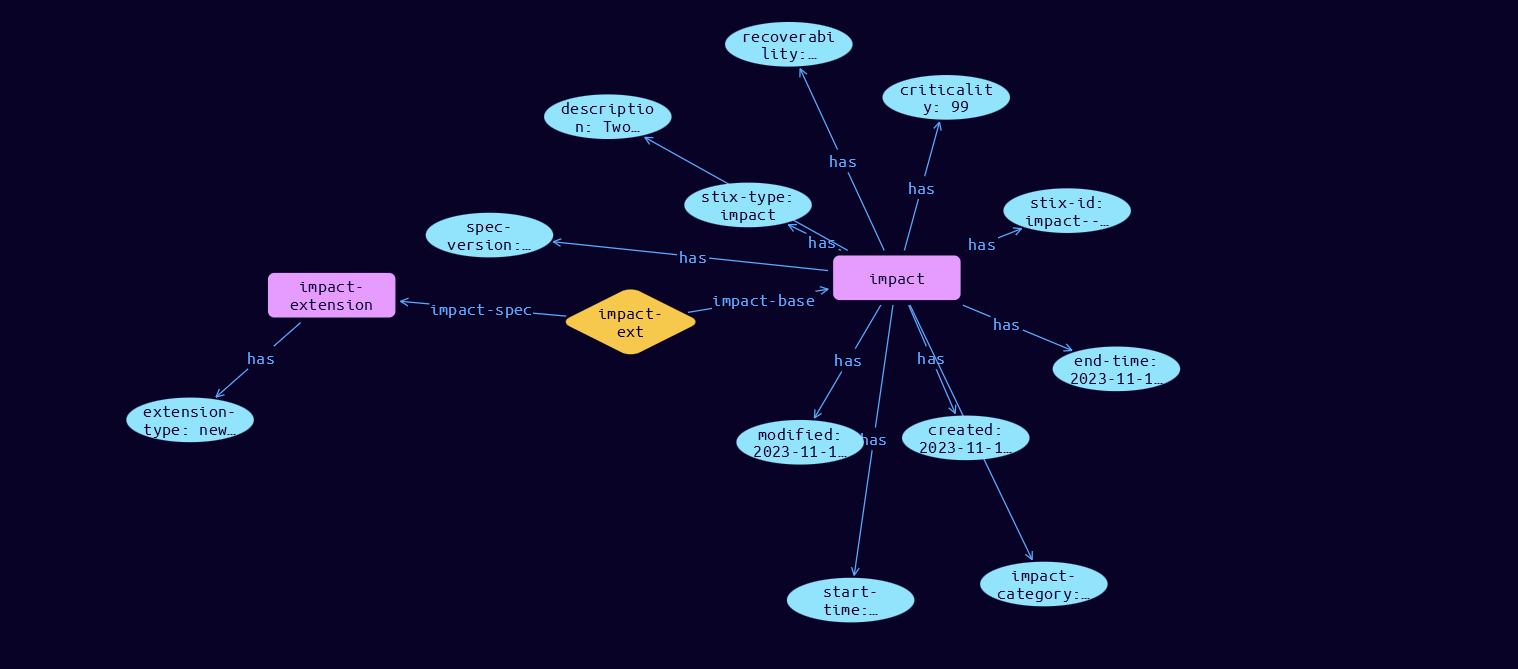 recoverabi
lity:…
criticalit
y: 99
descriptio
n: Two…
has
has
stix-type:
impact
stix-id:
impact--…
spec-
version:…
has
has
has
impact
impact-
extension
impact-spec
impact-
ext
impact-base
has
has
has
has
end-time:
2023-11-1…
extension-
type: new…
modified:
2023-11-1…
has
created:
2023-11-1…
start-
time:…
impact-
category:…